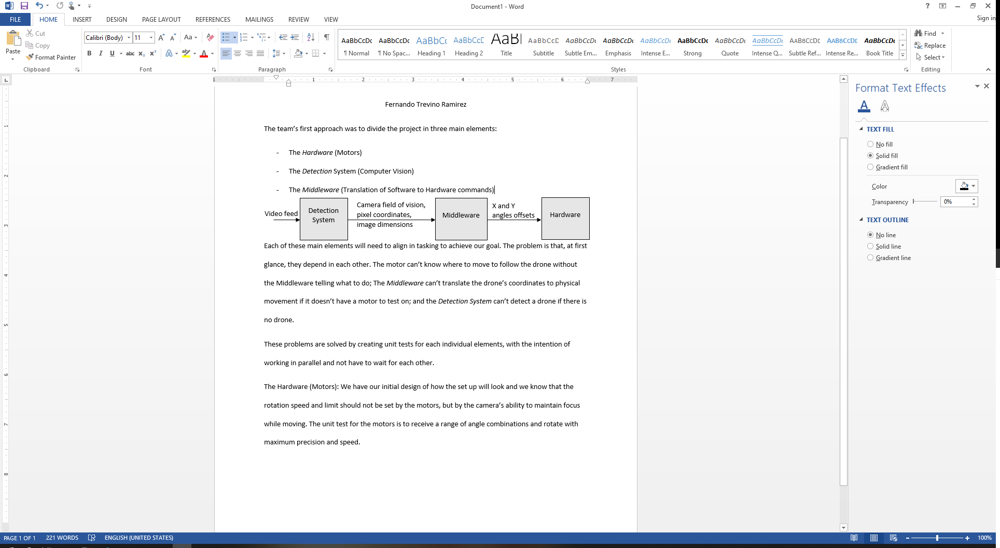 Document1 - Word
FILE HOME INSERT DESIGN PAGE LAYOUT REFERENCES MAILINGS REVIEW VIEW
Sign in
Paste
Cut
Copy
Format Painter
Clipboard
Calibri (Body) 11
Font
Paragraph
AaBbCcDc AaBbCcDc AaBbCc AaBbCcD AaBl AaBbCcD AaBbCcDc AaBbCcDc AaBbCcDc AaBbCcDc AaBbCcDc AaBbCcDc AABBCCDE AABBCCDE AaBbCcDc
¶ Normal ¶ No Spac... Heading 1 Heading 2 Title Subtitle Subtle Em... Emphasis Intense E... Strong Quote Intense Q... Subtle Ref... Intense Re... Book Title
Styles
Find
Replace
Select
Editing
1 1 2 3 4 5 6 7
Fernando Trevino Ramirez
The team's first approach was to divide the project in three main elements:
- The Hardware (Motors)
- The Detection System (Computer Vision)
- The Middleware (Translation of Software to Hardware commands)
Video feed
Detection
System
Camera field of vision,
pixel coordinates,
image dimensions
Middleware
X and Y
angles offsets
Hardware
Each of these main elements will need to align in tasking to achieve our goal. The problem is that, at first
glance, they depend in each other. The motor can't know where to move to follow the drone without
the Middleware telling what to do; The Middleware can't translate the drone's coordinates to physical
movement if it doesn't have a motor to test on; and the Detection System can't detect a drone if there is
no drone.
These problems are solved by creating unit tests for each individual elements, with the intention of
working in parallel and not have to wait for each other.
The Hardware (Motors): We have our initial design of how the set up will look and we know that the
rotation speed and limit should not be set by the motors, but by the camera's ability to maintain focus
while moving. The unit test for the motors is to receive a range of angle combinations and rotate with
maximum precision and speed.
Format Text Effects
TEXT FILL
No fill
Solid fill
Gradient fill
Color
Transparency 0%
TEXT OUTLINE
No line
Solid line
Gradient line
PAGE 1 OF 1 221 WORDS ENGLISH (UNITED STATES) 100%